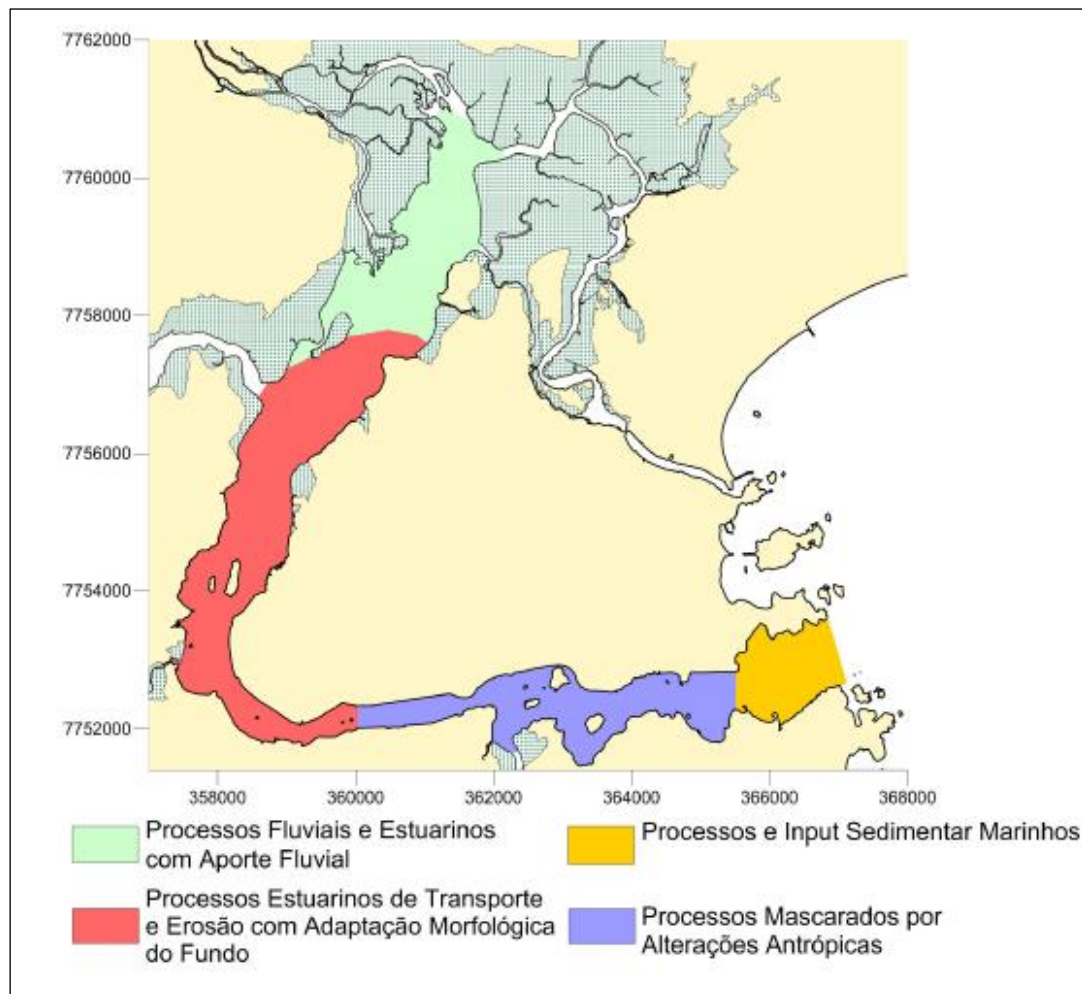 7762000
7760000
7758000
7756000
7754000
7752000
358000
360000
362000
364000
366000
368000
Processos Fluviais e Estuarinos
com Aporte Fluvial
Processos Estuarinos de Transporte
e Erosão com Adaptação Morfológica
do Fundo
Processos e Input Sedimentar Marinhos
Processos Mascarados por
Alterações Antrópicas